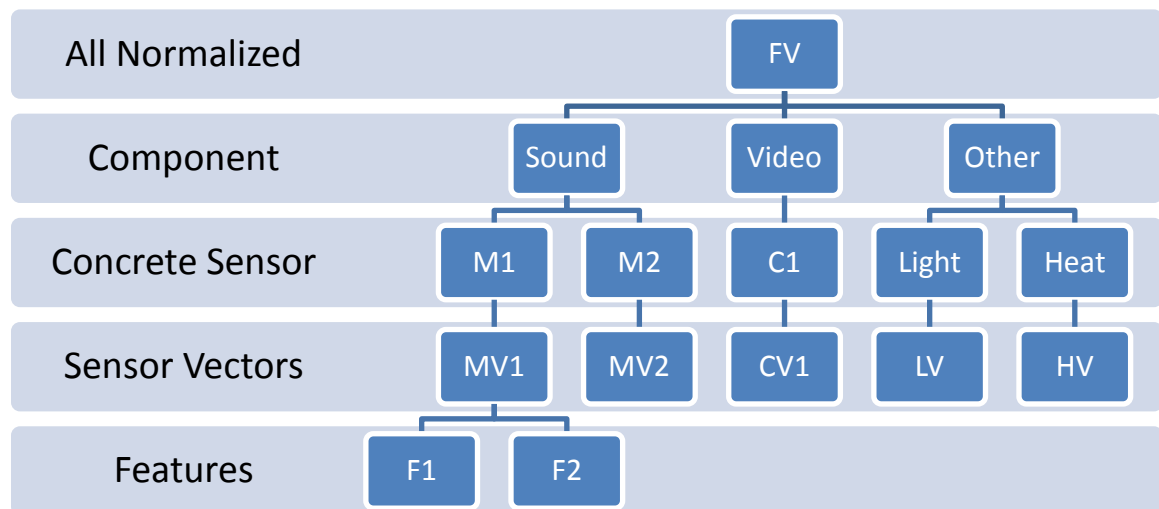 All Normalized
FV
Component
Sound
Video
Other
Concrete Sensor
M1
M2
C1
Light
Heat
Sensor Vectors
MV1
MV2
CV1
LV
HV
Features
F1
F2